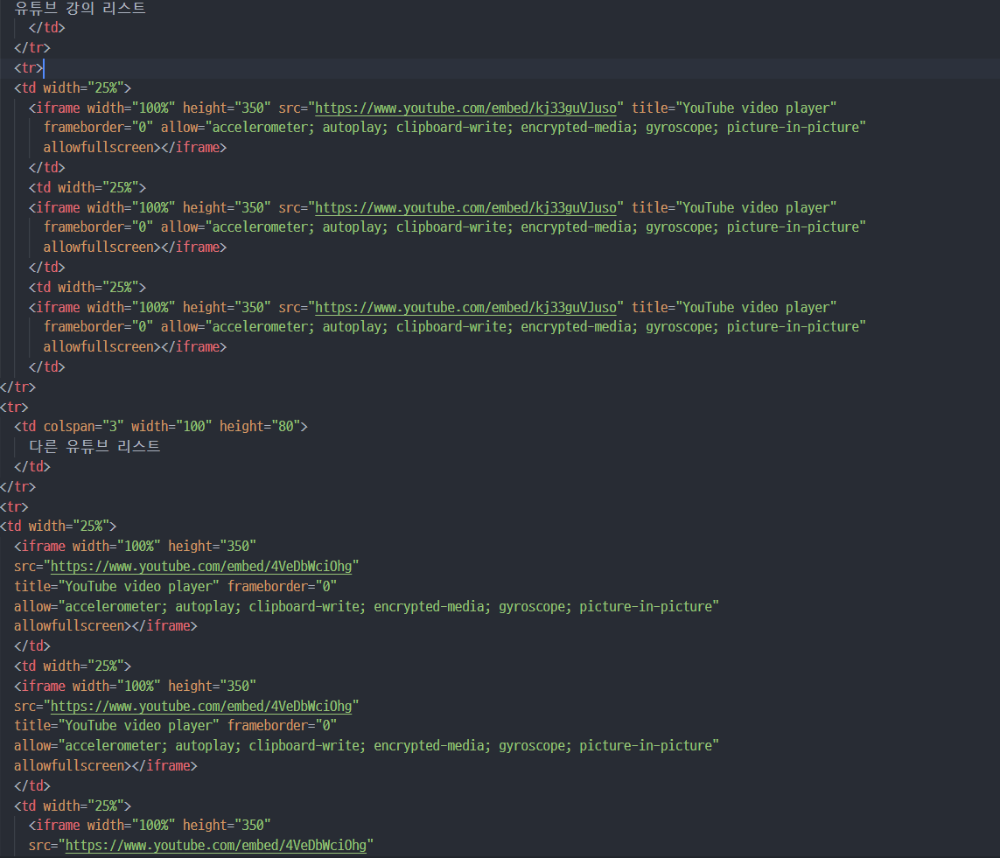 유튜브 강의 리스트
</td>
</tr>
<tr>
<td width="25%">
<iframe width="100%" height="350" src="https://www.youtube.com/embed/kj33guVJuso" title="YouTube video player"
frameborder="0" allow="accelerometer; autoplay; clipboard-write; encrypted-media; gyroscope; picture-in-picture"
allowfullscreen></iframe>
</td>
<td width="25%">
<iframe width="100%" height="350" src="https://www.youtube.com/embed/kj33guVJuso" title="YouTube video player"
frameborder="0" allow="accelerometer; autoplay; clipboard-write; encrypted-media; gyroscope; picture-in-picture"
allowfullscreen></iframe>
</td>
<td width="25%">
<iframe width="100%" height="350" src="https://www.youtube.com/embed/kj33guVJuso" title="YouTube video player"
frameborder="0" allow="accelerometer; autoplay; clipboard-write; encrypted-media; gyroscope; picture-in-picture"
allowfullscreen></iframe>
</td>
</tr>
<tr>
<td colspan="3" width="100" height="80">
다른 유튜브 리스트
</td>
</tr>
<tr>
<td width="25%">
<iframe width="100%" height="350"
src="https://www.youtube.com/embed/4VeDbWciOhg"
title="YouTube video player" frameborder="0"
allow="accelerometer; autoplay; clipboard-write; encrypted-media; gyroscope; picture-in-picture"
allowfullscreen></iframe>
</td>
<td width="25%">
<iframe width="100%" height="350"
src="https://www.youtube.com/embed/4VeDbWciOhg"
title="YouTube video player" frameborder="0"
allow="accelerometer; autoplay; clipboard-write; encrypted-media; gyroscope; picture-in-picture"
allowfullscreen></iframe>
</td>
<td width="25%">
<iframe width="100%" height="350"
src="https://www.youtube.com/embed/4VeDbWciOhg"